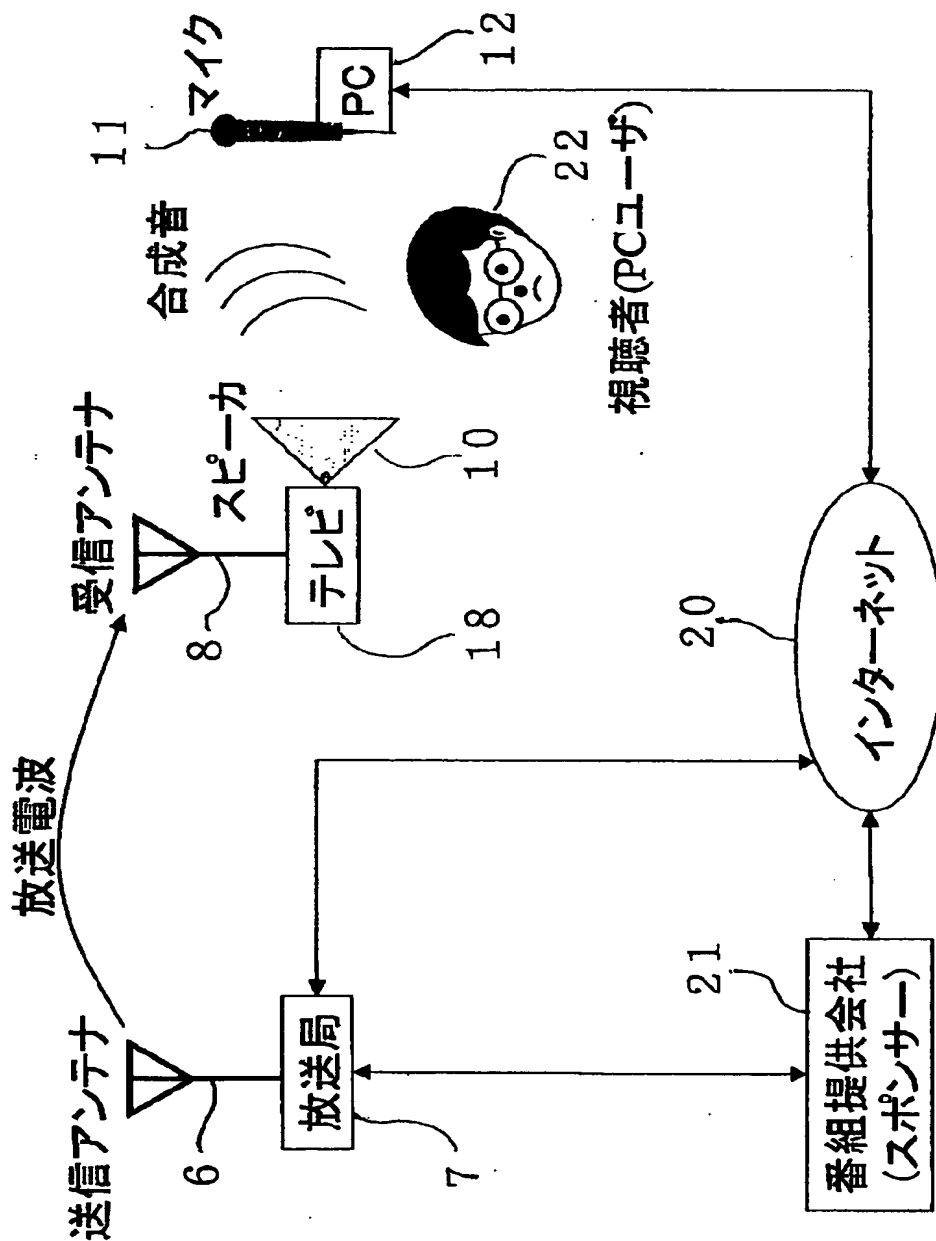 放送電波
送信アンテナ
6
放送局
7
受信アンテナ
8
スピーカ
テレビ
10
18
合成音
11
マイク
PC
12
22
視聴者(PCユーザ)
20
インターネット
21
番組提供会社
(スポンサー)